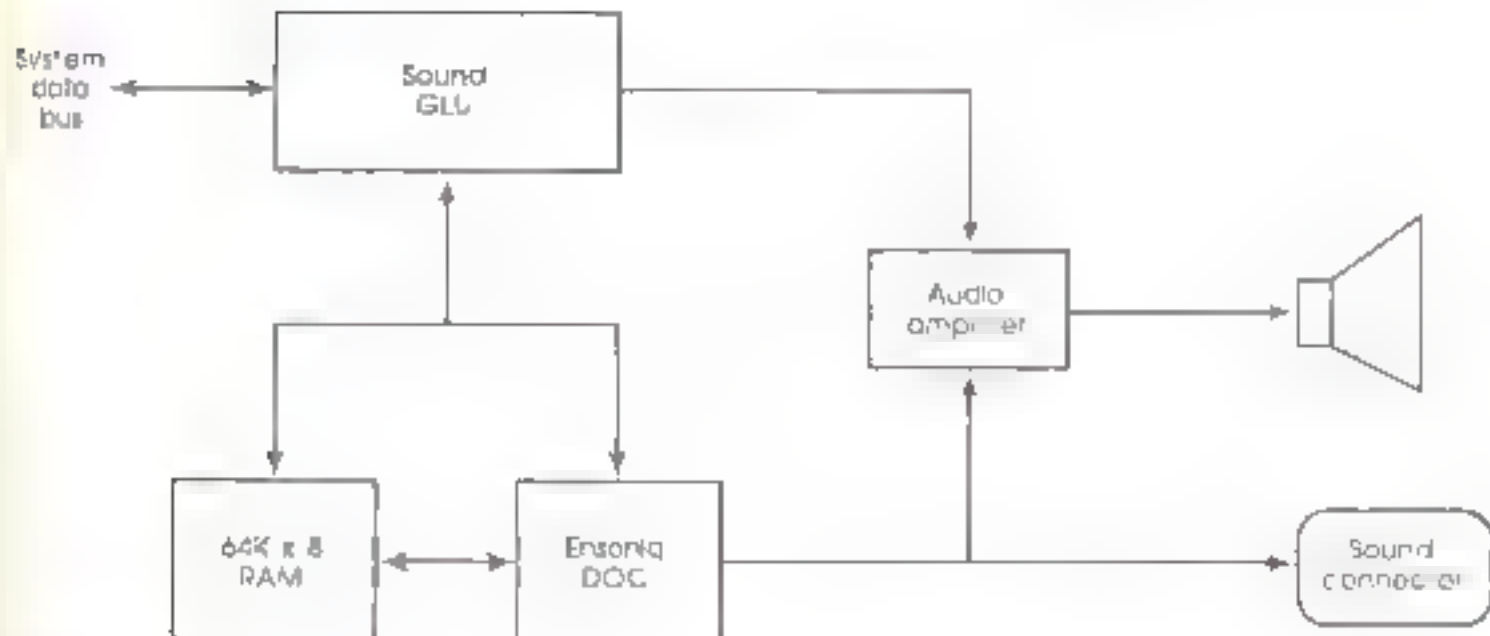 System
data
bus
Sound
GLU
Audio
amplifier
64K x 8
RAM
Ensoniq
DOC
Sound
connector